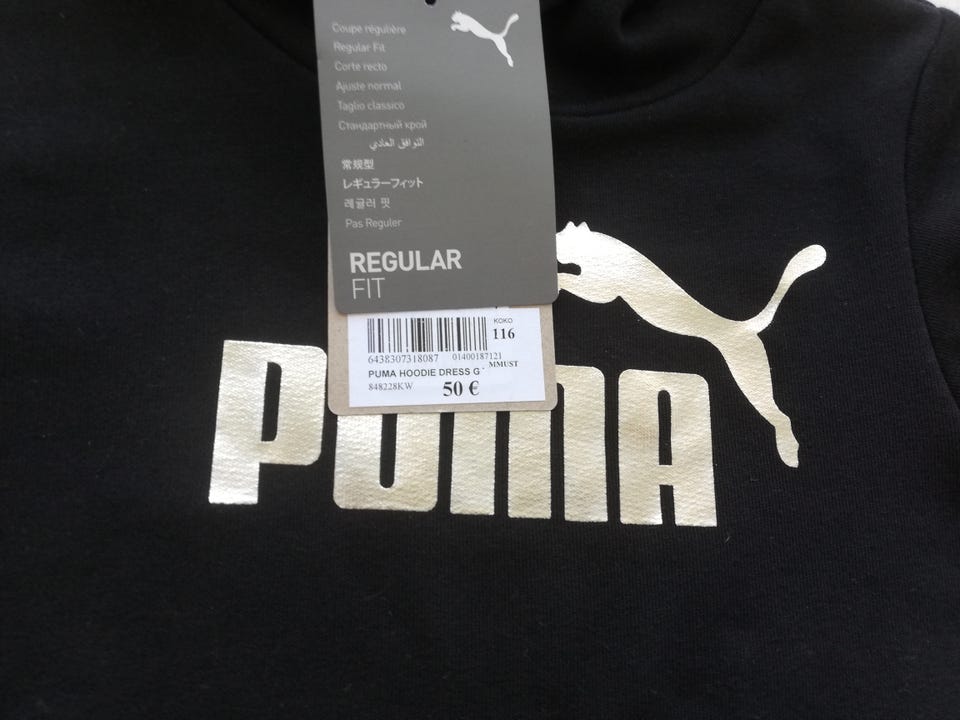 Coupe régulière
Regular Fit
Corte recto
Ajuste normal
Taglio classico
Стандартный крой
التوافق العادي
常规型
レギュラーフィット
레귤러 핏
Pas Reguler
REGULAR
FIT
KOKO
116
6438307318087 01400187121
MMUST
PUMA HOODIE DRESS G
848228KW 50 €
PUMA